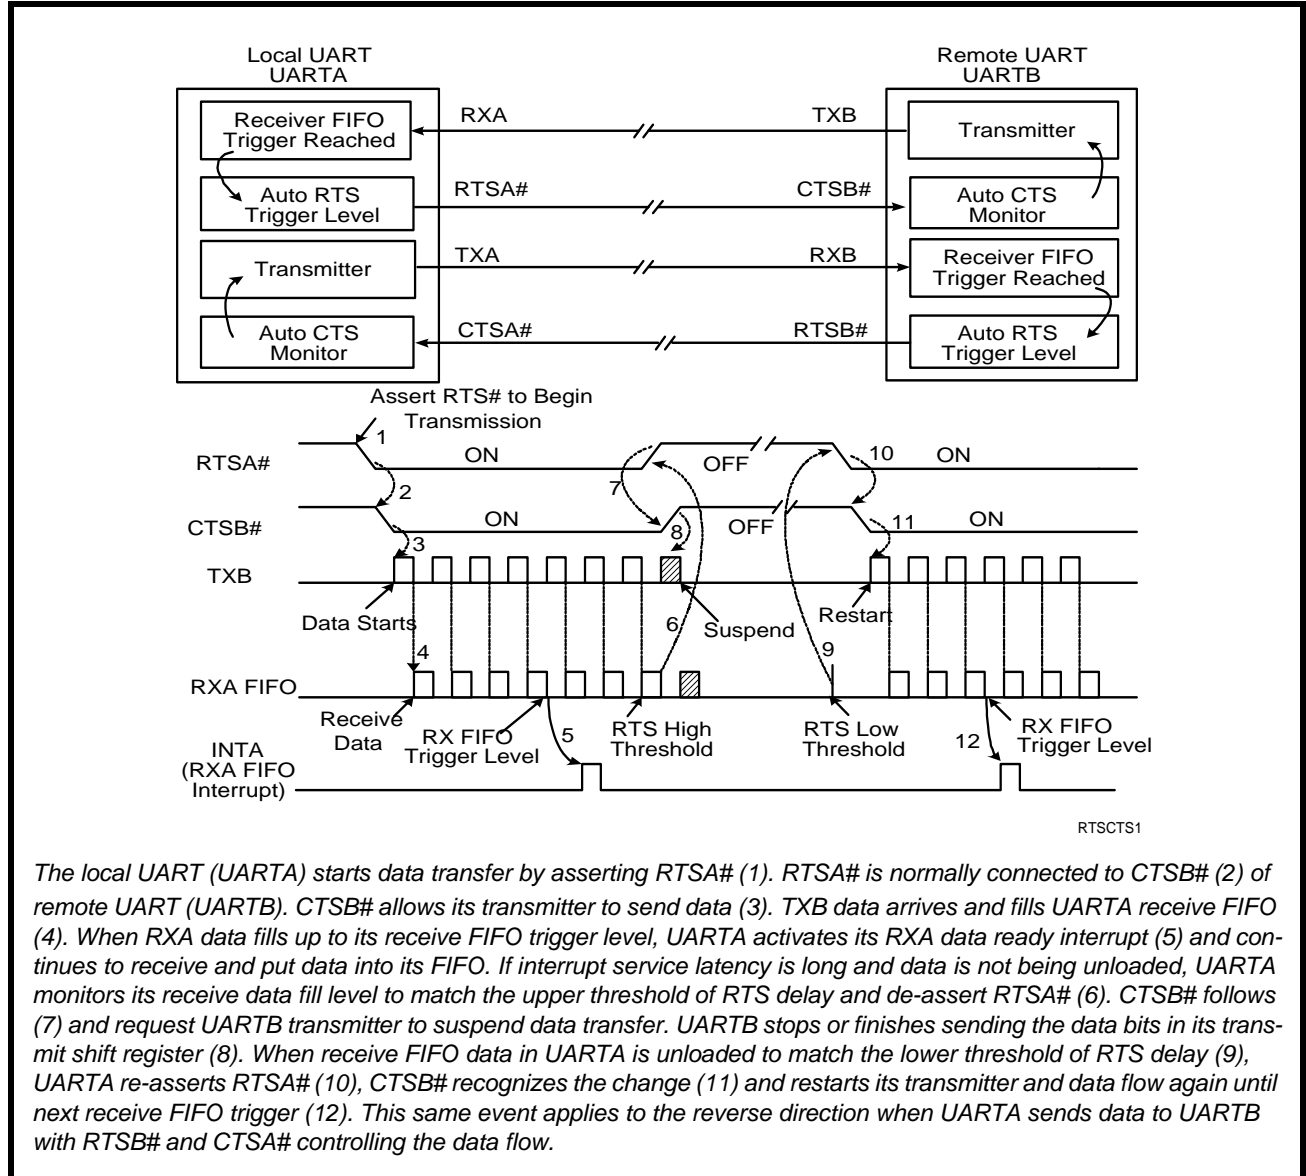 Local UART
UARTA
Remote UART
UARTB
Receiver FIFO
Trigger Reached
RXA
TXB
Transmitter
Auto RTS
Trigger Level
RTSA#
CTSB#
Auto CTS
Monitor
Transmitter
TXA
RXB
Receiver FIFO
Trigger Reached
Auto CTS
Monitor
CTSA#
RTSB#
Auto RTS
Trigger Level
Assert RTS# to Begin
Transmission
1
RTSA#
ON
OFF
10
ON
2
7
CTSB#
ON
8
OFF
11
ON
3
TXB
Data Starts
6
Suspend
Restart
4
9
RXA FIFO
Receive
Data
RX FIFO
Trigger Level
5
RTS High
Threshold
RTS Low
Threshold
12
RX FIFO
Trigger Level
INTA
(RXA FIFO
Interrupt)
RTSCTS1
The local UART (UARTA) starts data transfer by asserting RTSA# (1). RTSA# is normally connected to CTSB# (2) of
remote UART (UARTB). CTSB# allows its transmitter to send data (3). TXB data arrives and fills UARTA receive FIFO
(4). When RXA data fills up to its receive FIFO trigger level, UARTA activates its RXA data ready interrupt (5) and con-
tinues to receive and put data into its FIFO. If interrupt service latency is long and data is not being unloaded, UARTA
monitors its receive data fill level to match the upper threshold of RTS delay and de-assert RTSA# (6). CTSB# follows
(7) and request UARTB transmitter to suspend data transfer. UARTB stops or finishes sending the data bits in its trans-
mit shift register (8). When receive FIFO data in UARTA is unloaded to match the lower threshold of RTS delay (9),
UARTA re-asserts RTSA# (10), CTSB# recognizes the change (11) and restarts its transmitter and data flow again until
next receive FIFO trigger (12). This same event applies to the reverse direction when UARTA sends data to UARTB
with RTSB# and CTSA# controlling the data flow.